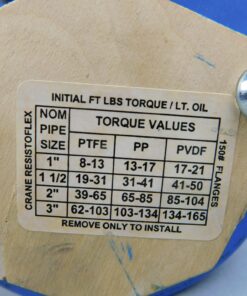 INITIAL FT LBS TORQUE / LT. OIL
NOM PIPE SIZE TORQUE VALUES
PTFE PP PVDF
1" 8-13 13-17 17-21
1 1/2 19-31 31-41 41-50
2" 39-65 65-85 85-104
3" 62-103 103-134 134-165
REMOVE ONLY TO INSTALL
CRANE RESISTOFLEX
150# FLANGES